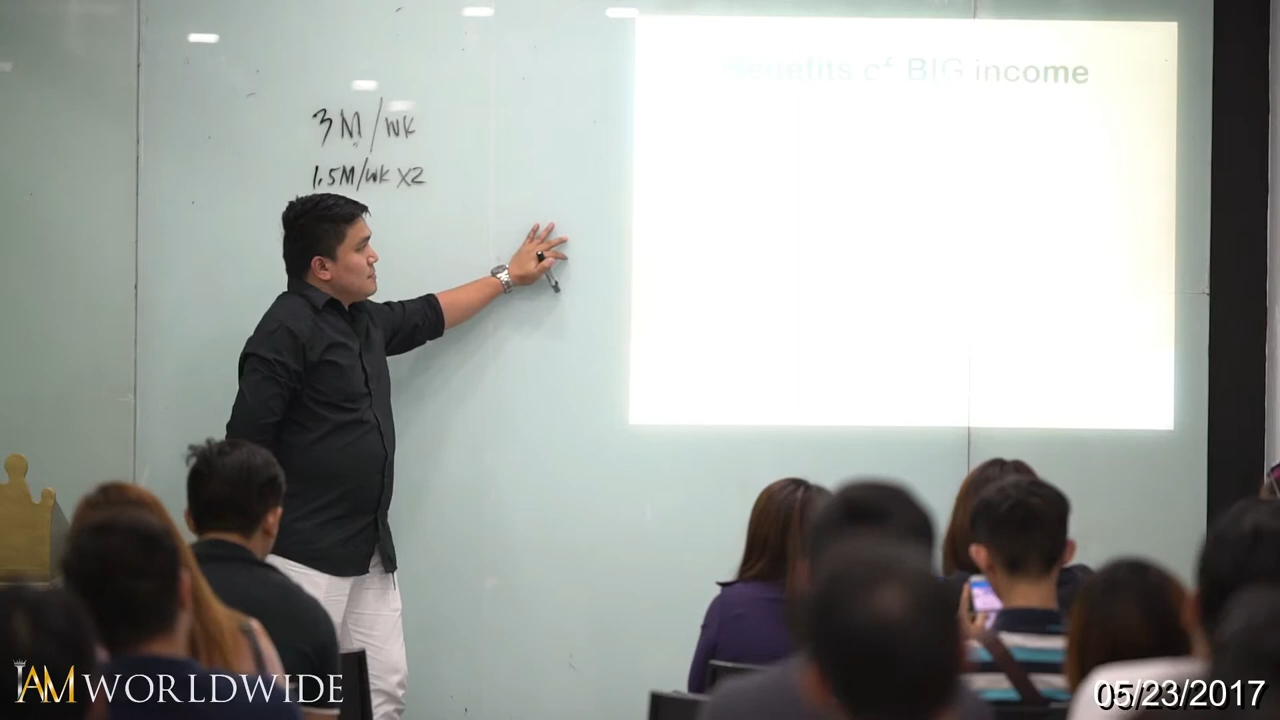 Benefits of BIG income
3M/WK
1.5M/WK X2
IAM WORLDWIDE
05/23/2017